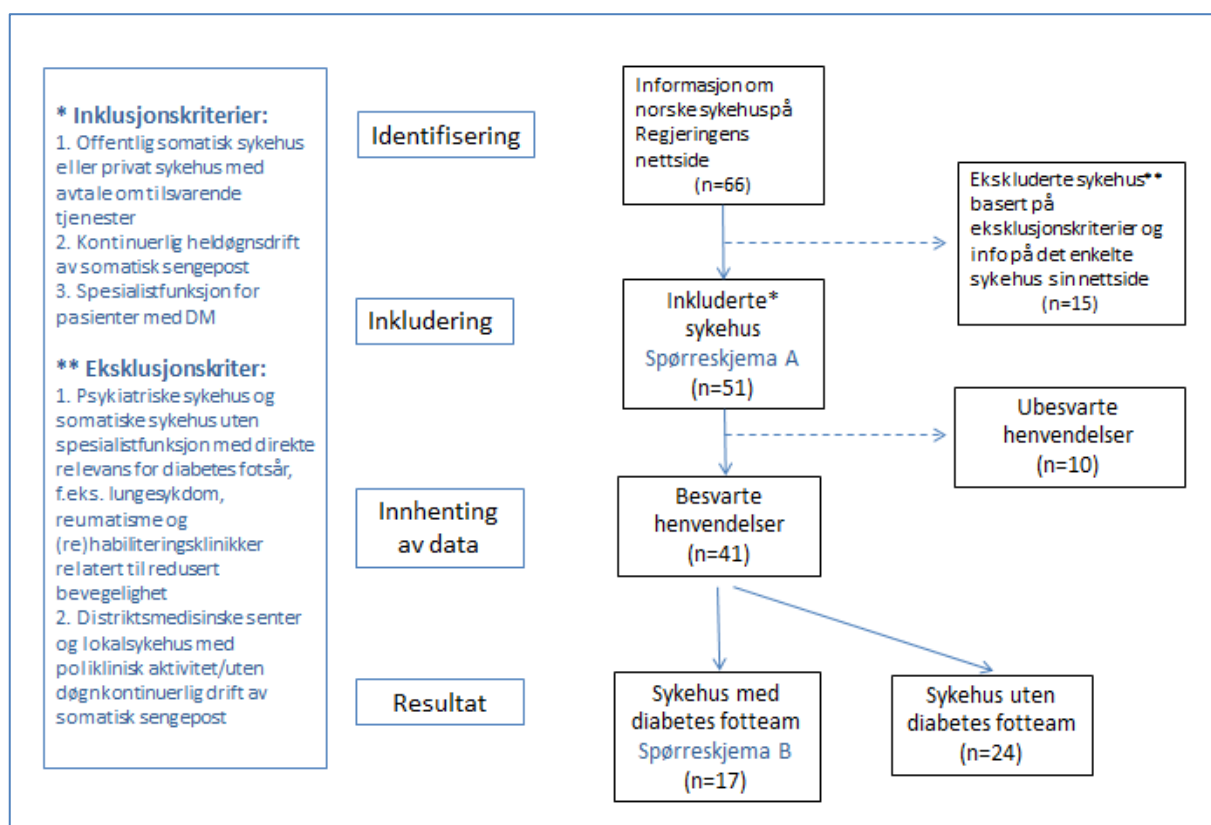 * Inklusjonskriterier:
1. Offentlig somatisk sykehus
eller privat sykehus med
avtale om tilsvarende
tjenester
2. Kontinuerlig heldøgnsdrift
av somatisk sengepost
3. Spesialistfunksjon for
pasienter med DM
** Eksklusjonskriter:
1. Psykiatriske sykehus og
somatiske sykehus uten
spesialistfunksjon med direkte
relevans for diabetes fotsår,
f.eks. lungesykdom,
reumatisme og
(re)habiliteringsklinikker
relatert til redusert
bevegelighet
2. Distriktsmedisinske senter
og lokalsykehus med
poliklinisk aktivitet/uten
døgnkontinuerlig drift av
somatisk sengepost
Identifisering
Inkludering
Innhenting
av data
Resultat
Informasjon om
norske sykehus på
Regjeringens
nettside
(n=66)
Ekskluderte sykehus**
basert på
eksklusjonskriterier og
info på det enkelte
sykehus sin nettside
(n=15)
Inkluderte*
sykehus
Spørreskjema A
(n=51)
Ubesvarte
henvendelser
(n=10)
Besvarte
henvendelser
(n=41)
Sykehus med
diabetes fotteam
Spørreskjema B
(n=17)
Sykehus uten
diabetes fotteam
(n=24)